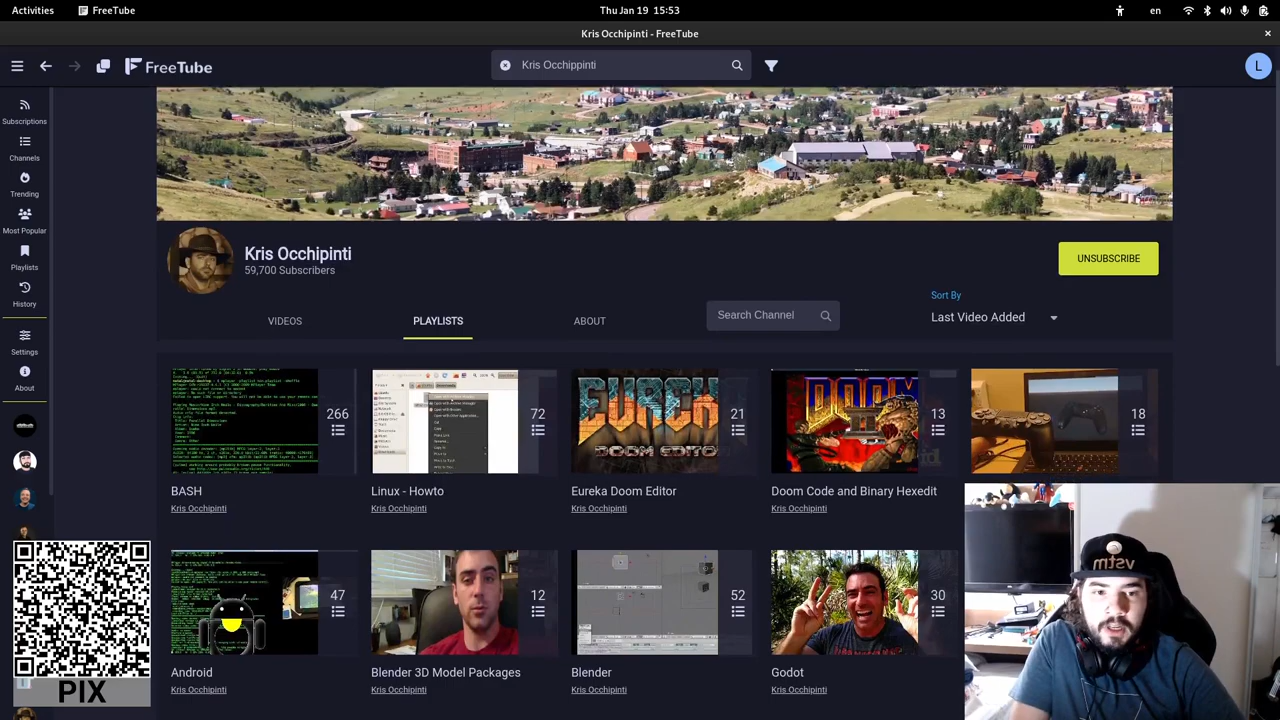 Activities
FreeTube
Thu Jan 19 15:53
en
Kris Occhipinti - FreeTube
FreeTube
Kris Occhippinti
L
Subscriptions
Channels
Trending
Most Popular
Playlists
History
Settings
About
Kris Occhipinti
59,700 Subscribers
UNSUBSCRIBE
VIDEOS
PLAYLISTS
ABOUT
Search Channel
Sort By
Last Video Added
266
72
21
13
18
EUREKA
DOOM EDITOR
DOOM
BASH
Linux - Howto
Eureka Doom Editor
Doom Code and Binary Hexedit
Kris Occhipinti
Kris Occhipinti
Kris Occhipinti
Kris Occhipinti
47
12
52
30
Android
Blender 3D Model Packages
Blender
Godot
Kris Occhipinti
Kris Occhipinti
Kris Occhipinti
Kris Occhipinti
PIX
vstm